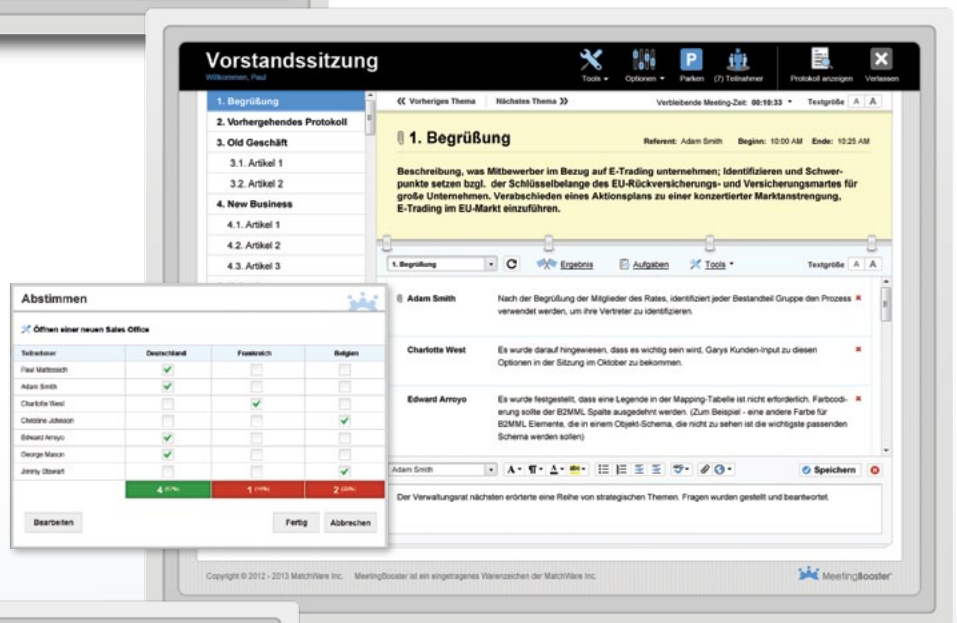 Vorstandssitzung
Willkommen, Paul
Tools
Optionen
Parken
(7) Teilnahmer
Protokoll anzeigen
Verlassen
1. Begrüßung
2. Vorhergehendes Protokoll
3. Old Geschäft
3.1. Artikel 1
3.2. Artikel 2
4. New Business
4.1. Artikel 1
4.2. Artikel 2
4.3. Artikel 3
Vorheriges Thema
Nächstes Thema
Verbleibende Meeting-Zeit: 00:10:33
Textgröße A A
1. Begrüßung
Referent: Adam Smith Beginn: 10:00 AM Ende: 10:25 AM
Beschreibung, was Mitbewerber im Bezug auf E-Trading unternehmen; Identifizieren und Schwer-
punkte setzen bzgl. der Schlüsselbelange des EU-Rückversicherungs- und Versicherungsmartes für
große Unternehmen. Verabschieden eines Aktionsplans zu einer konzertierter Marktanstrengung,
E-Trading im EU-Markt einzuführen.
1. Begrüßung
Ergebnis
Aufgaben
Tools
Textgröße A A
Adam Smith
Nach der Begrüßung der Mitglieder des Rates, identifiziert jeder Bestandteil Gruppe den Prozess
verwendet werden, um ihre Vertreter zu identifizieren.
Charlotte West
Es wurde darauf hingewiesen, dass es wichtig sein wird, Garys Kunden-Input zu diesen
Optionen in der Sitzung im Oktober zu bekommen.
Edward Arroyo
Es wurde festgestellt, dass eine Legende in der Mapping-Tabelle ist nicht erforderlich. Farbcodi-
erung sollte der B2MML Spalte ausgedehnt werden. (Zum Beispiel - eine andere Farbe für
B2MML Elemente, die in einem Objekt-Schema, die nicht zu sehen ist die wichtigste passenden
Schema werden sollen)
Adam Smith
Speichern
Der Verwaltungsrat nächsten erörterte eine Reihe von strategischen Themen. Fragen wurden gestellt und beantwortet.
Abstimmen
Öffnen einer neuen Sales Office
Teilnehmer Deutschland Frankreich Belgien
Paul Mattossich
Adam Smith
Charlotte West
Christine Johnson
Edward Arroyo
George Mason
Jimmy Stewart
4 1 2
Bearbeiten
Fertig
Abbrechen
Copyright © 2012 - 2013 MatchWare Inc. MeetingBooster ist ein eingetragenes Warenzeichen der MatchWare Inc.
MeetingBooster